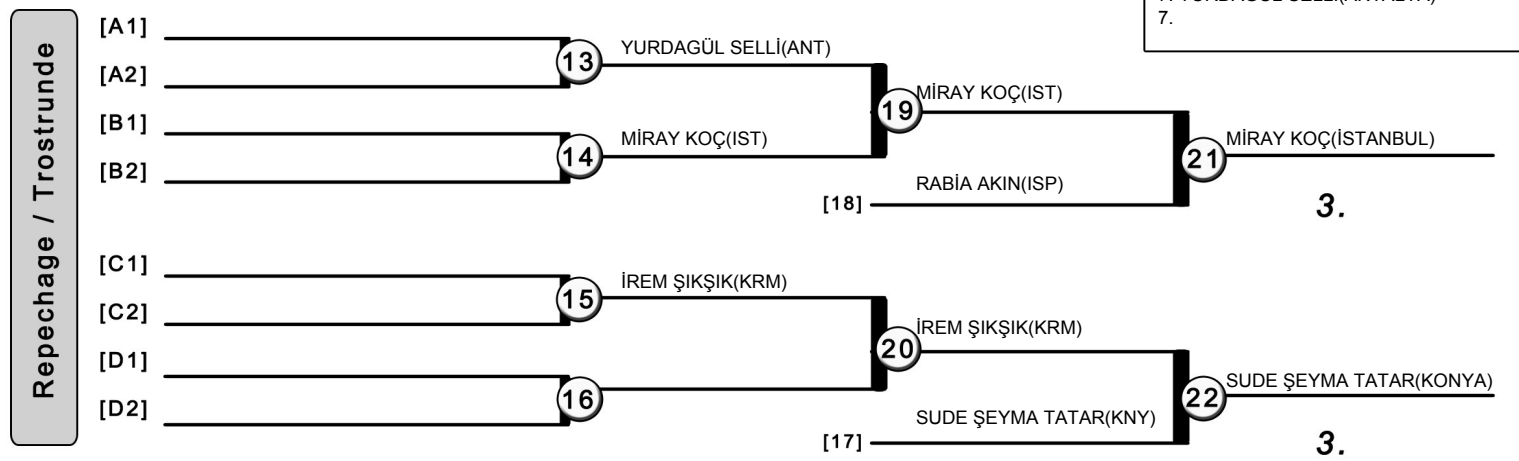 7.
Repechage / Trostrunde
[A1]
[A2]
13
YURDAGÜL SELLİ(ANT)
[B1]
[B2]
14
MİRAY KOÇ(IST)
19
MİRAY KOÇ(IST)
[18]
RABİA AKIN(ISP)
21
MİRAY KOÇ(İSTANBUL)
3.
[C1]
[C2]
15
İREM ŞIKŞIK(KRM)
[D1]
[D2]
16
20
İREM ŞIKŞIK(KRM)
[17]
SUDE ŞEYMA TATAR(KNY)
22
SUDE ŞEYMA TATAR(KONYA)
3.